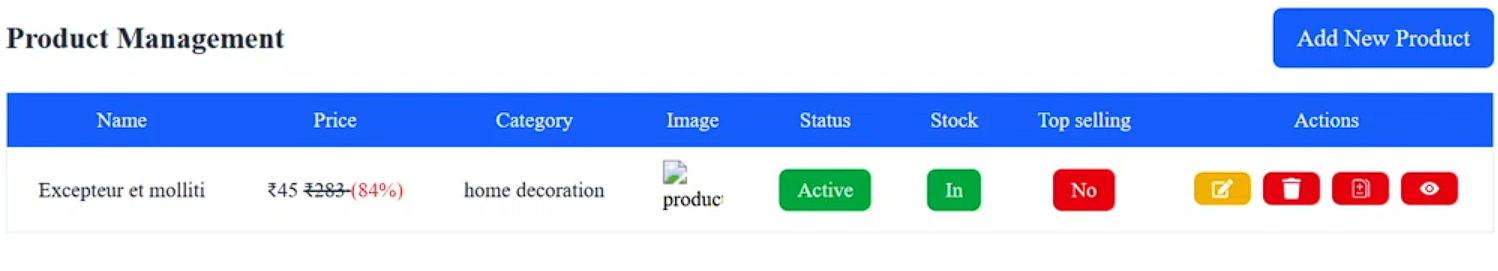 Product Management
Add New Product
Name Price Category Image Status Stock Top selling Actions
Excepteur et molliti ₹45 ₹283 (84%) home decoration produc Active In No